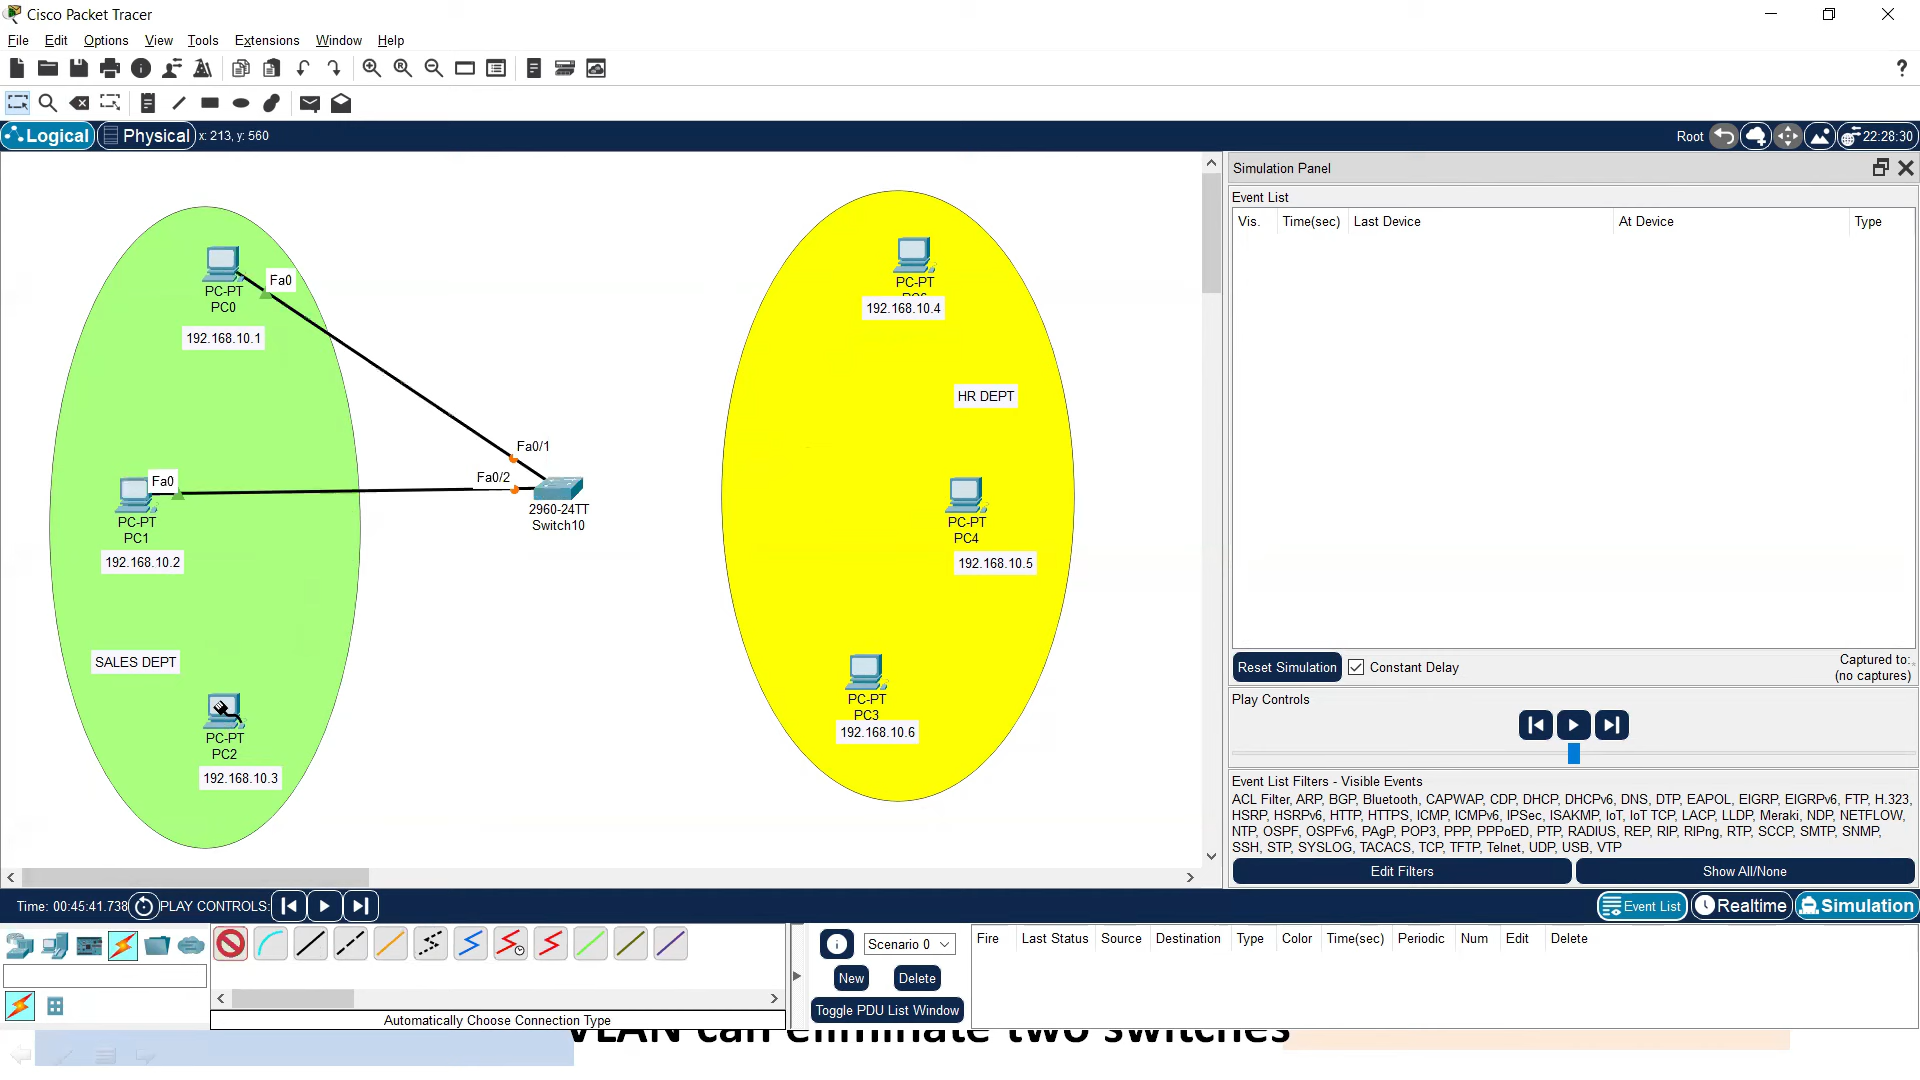 Cisco Packet Tracer
File Edit Options View Tools Extensions Window Help
?
Logical Physical x: 213, y: 560
Root 22:28:30
Fa0
PC-PT
PC0
192.168.10.1
Fa0/1
Fa0/2
2960-24TT
Switch10
Fa0
PC-PT
PC1
192.168.10.2
SALES DEPT
PC-PT
PC2
192.168.10.3
PC-PT
192.168.10.4
HR DEPT
PC-PT
PC4
192.168.10.5
PC-PT
PC3
192.168.10.6
Simulation Panel
Event List
Vis. Time(sec) Last Device At Device Type
Reset Simulation Constant Delay
Captured to:
(no captures)
Play Controls
Event List Filters - Visible Events
ACL Filter, ARP, BGP, Bluetooth, CAPWAP, CDP, DHCP, DHCPv6, DNS, DTP, EAPOL, EIGRP, EIGRPv6, FTP, H.323,
HSRP, HSRPv6, HTTP, HTTPS, ICMP, ICMPv6, IPSec, ISAKMP, IoT, IoT TCP, LACP, LLDP, Meraki, NDP, NETFLOW,
NTP, OSPF, OSPFv6, PAgP, POP3, PPP, PPPoED, PTP, RADIUS, REP, RIP, RIPng, RTP, SCCP, SMTP, SNMP,
SSH, STP, SYSLOG, TACACS, TCP, TFTP, Telnet, UDP, USB, VTP
Edit Filters Show All/None
Time: 00:45:41.738 PLAY CONTROLS:
Event List Realtime Simulation
Automatically Choose Connection Type
Scenario 0
New Delete
Toggle PDU List Window
Fire Last Status Source Destination Type Color Time(sec) Periodic Num Edit Delete
VLAN can eliminate two switches